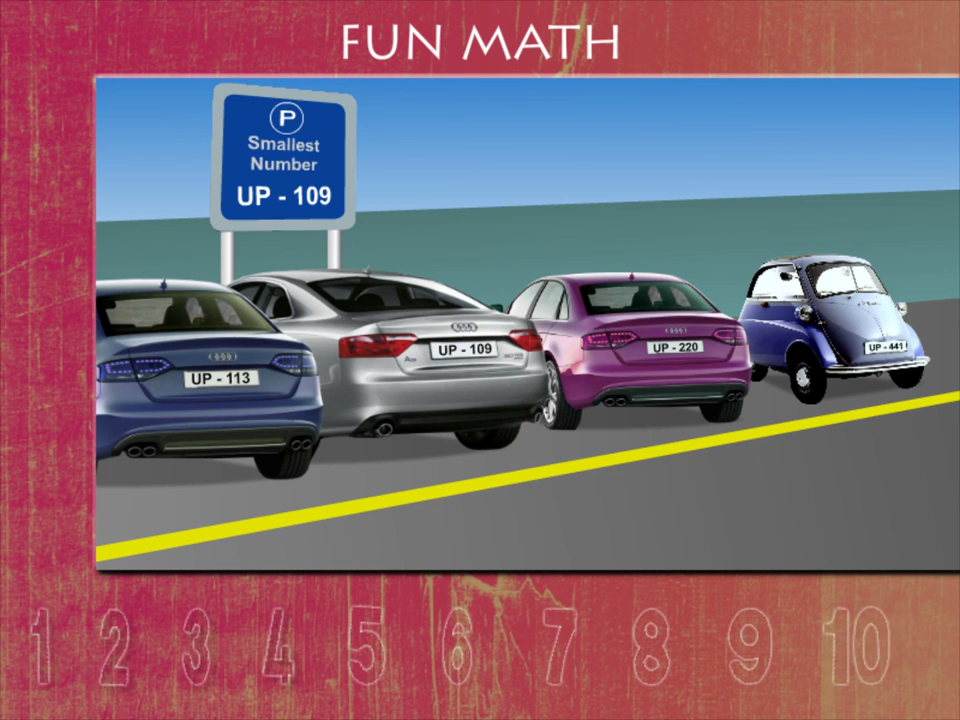 FUN MATH
P
Smallest
Number
UP - 109
UP - 113
UP - 109
UP - 220
UP - 441
1 2 3 4 5 6 7 8 9 10